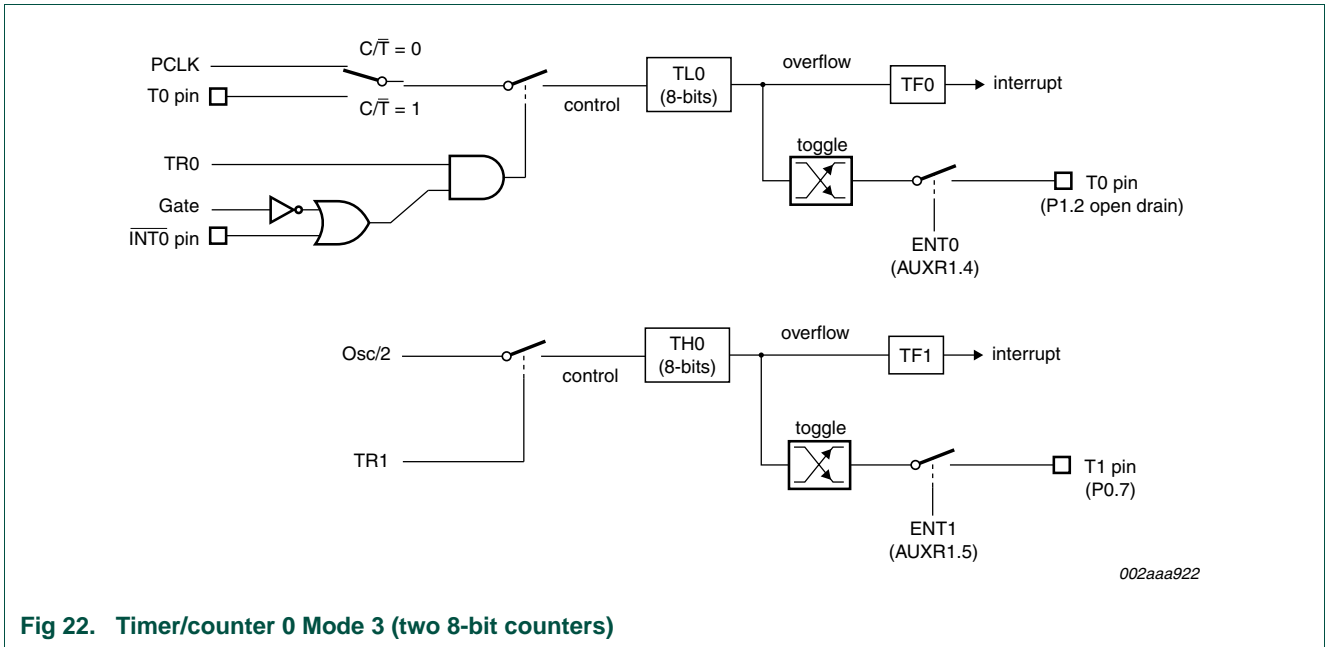 C/T̅ = 0
PCLK
T0 pin
C/T̅ = 1
control
TL0
(8-bits)
overflow
TF0
interrupt
toggle
T0 pin
(P1.2 open drain)
ENT0
(AUXR1.4)
TR0
Gate
I̅N̅T̅0̅ pin
Osc/2
control
TH0
(8-bits)
overflow
TF1
interrupt
TR1
toggle
T1 pin
(P0.7)
ENT1
(AUXR1.5)
002aaa922
Fig 22. Timer/counter 0 Mode 3 (two 8-bit counters)